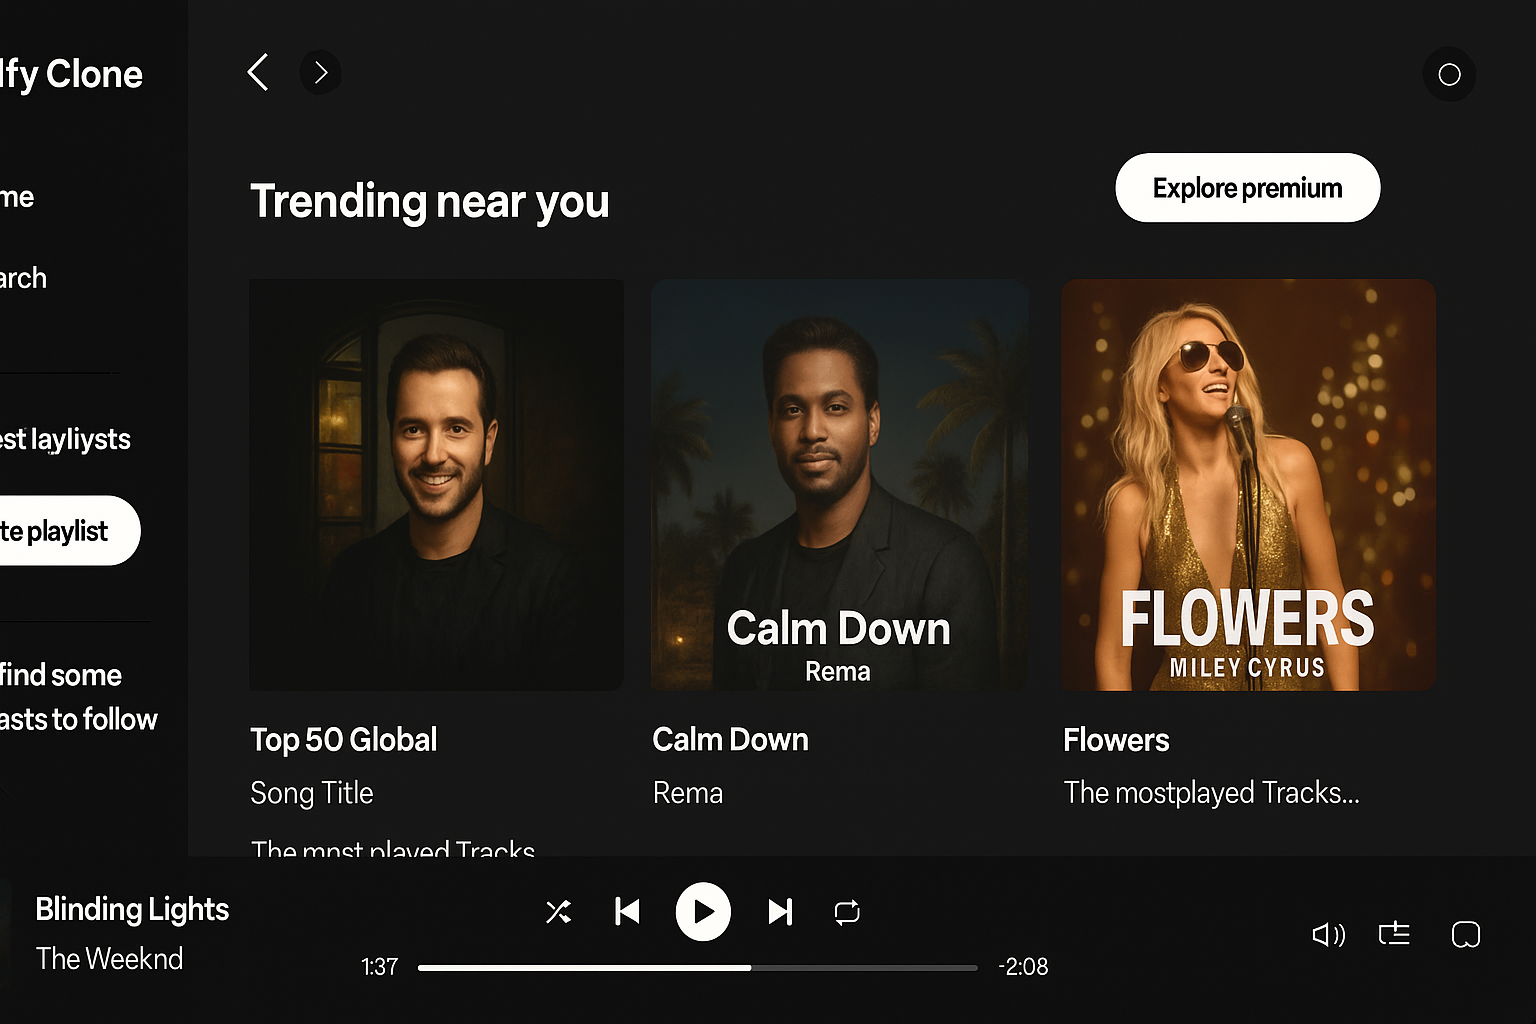 lfy Clone
me
arch
est layliysts
te playlist
find some
asts to follow
Trending near you
Explore premium
Calm Down
Rema
FLOWERS
MILEY CYRUS
Top 50 Global
Song Title
The mnst played Tracks
Calm Down
Rema
Flowers
The mostplayed Tracks...
Blinding Lights
The Weeknd
1:37
-2:08